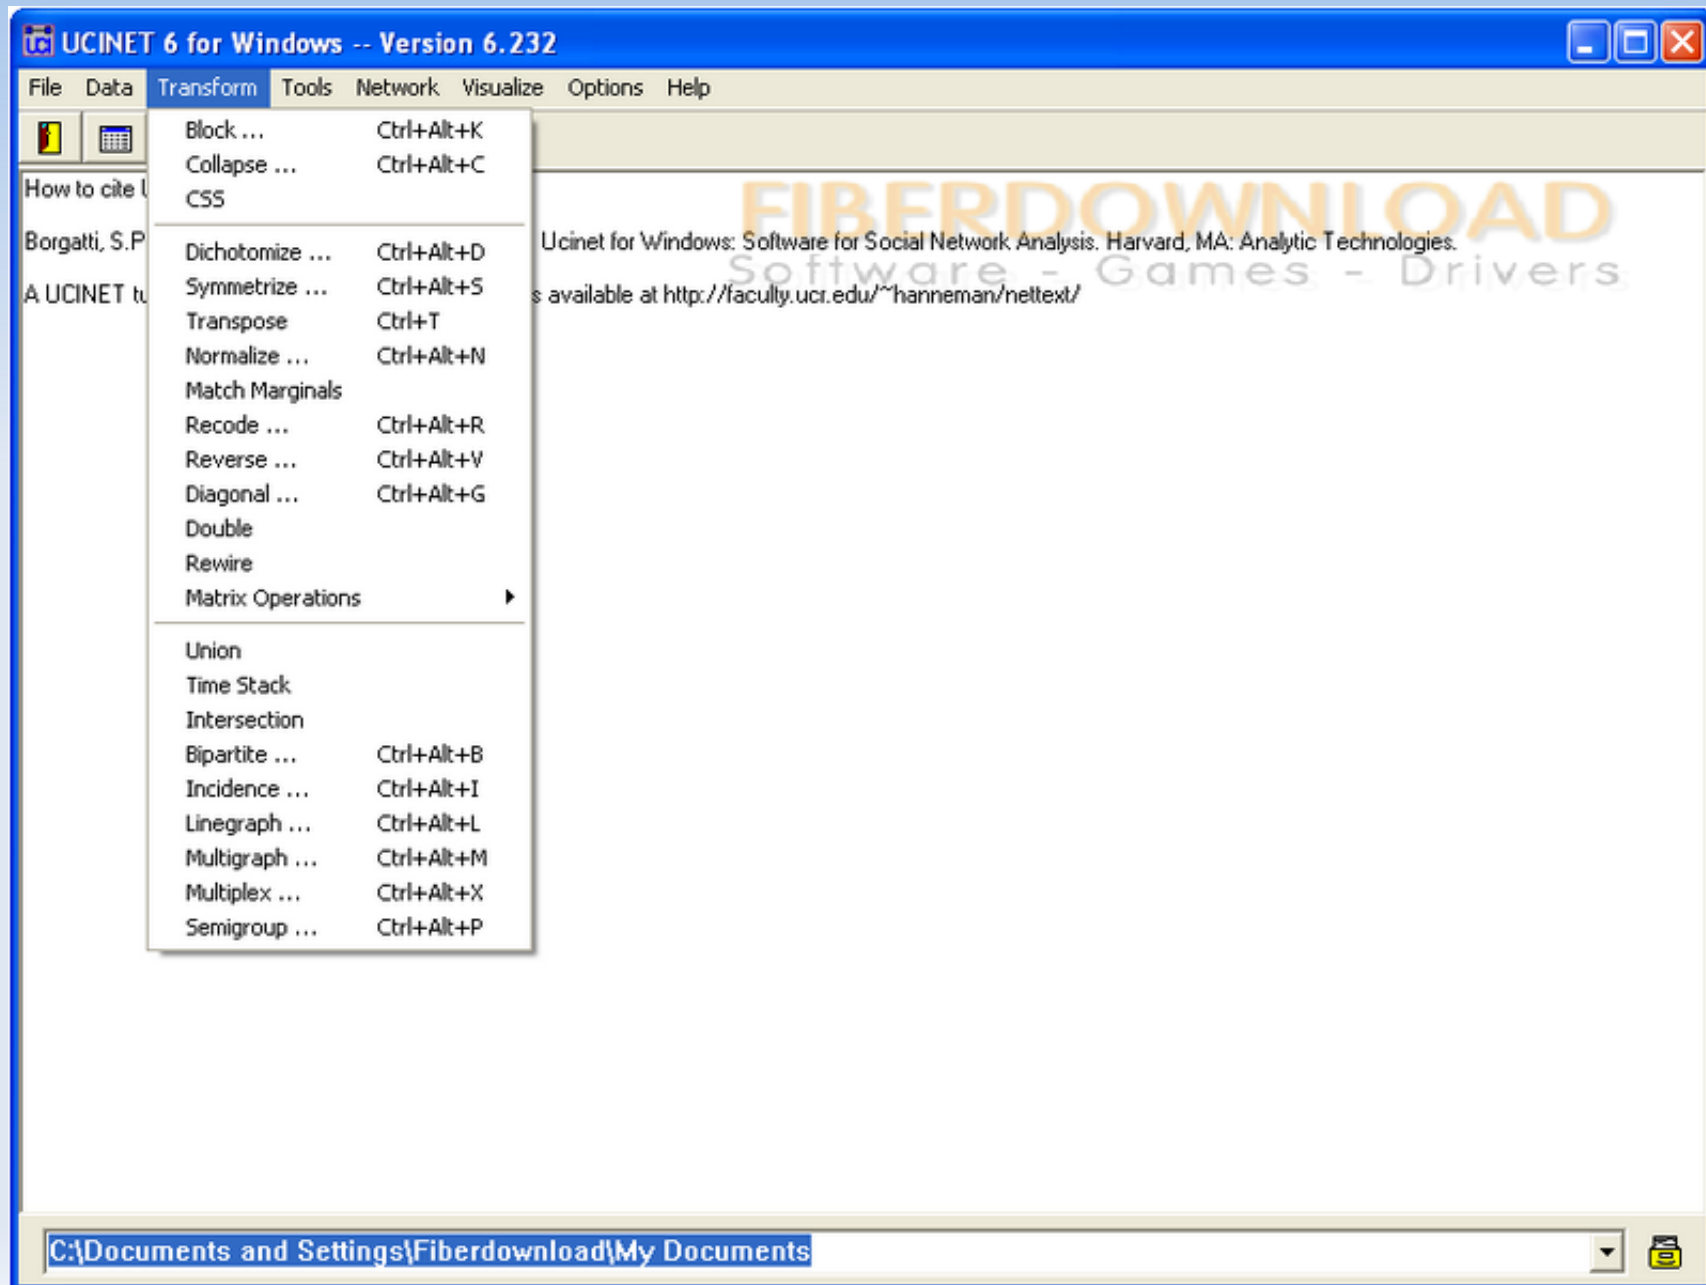 UCINET 6 for Windows -- Version 6.232
File Data Transform Tools Network Visualize Options Help
Block ... Ctrl+Alt+K
Collapse ... Ctrl+Alt+C
CSS
Dichotomize ... Ctrl+Alt+D
Symmetrize ... Ctrl+Alt+S
Transpose Ctrl+T
Normalize ... Ctrl+Alt+N
Match Marginals
Recode ... Ctrl+Alt+R
Reverse ... Ctrl+Alt+V
Diagonal ... Ctrl+Alt+G
Double
Rewire
Matrix Operations
Union
Time Stack
Intersection
Bipartite ... Ctrl+Alt+B
Incidence ... Ctrl+Alt+I
Linegraph ... Ctrl+Alt+L
Multigraph ... Ctrl+Alt+M
Multiplex ... Ctrl+Alt+X
Semigroup ... Ctrl+Alt+P
How to cite
FIBERDOWNLOAD
Borgatti, S.P Ucinet for Windows: Software for Social Network Analysis. Harvard, MA: Analytic Technologies.
Software - Games - Drivers
A UCINET available at http://faculty.ucr.edu/~hanneman/nettext/
C:\Documents and Settings\Fiberdownload\My Documents